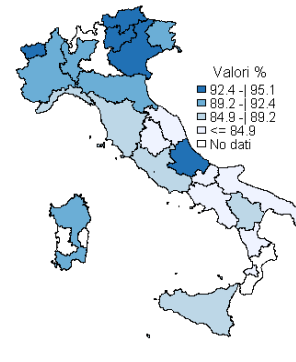 Valori %
92.4 -| 95.1
89.2 -| 92.4
84.9 -| 89.2
<= 84.9
No dati